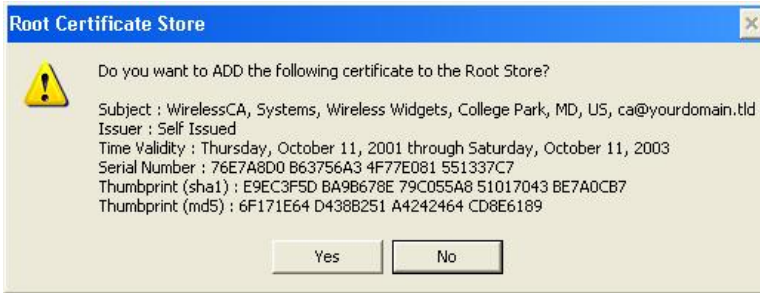 Root Certificate Store
Do you want to ADD the following certificate to the Root Store?
Subject : WirelessCA, Systems, Wireless Widgets, College Park, MD, US, ca@yourdomain.tld
Issuer : Self Issued
Time Validity : Thursday, October 11, 2001 through Saturday, October 11, 2003
Serial Number : 76E7A8D0 B63756A3 4F77E081 551337C7
Thumbprint (sha1) : E9EC3F5D BA9B678E 79C055A8 51017043 BE7A0CB7
Thumbprint (md5) : 6F171E64 D438B251 A4242464 CD8E6189
Yes No